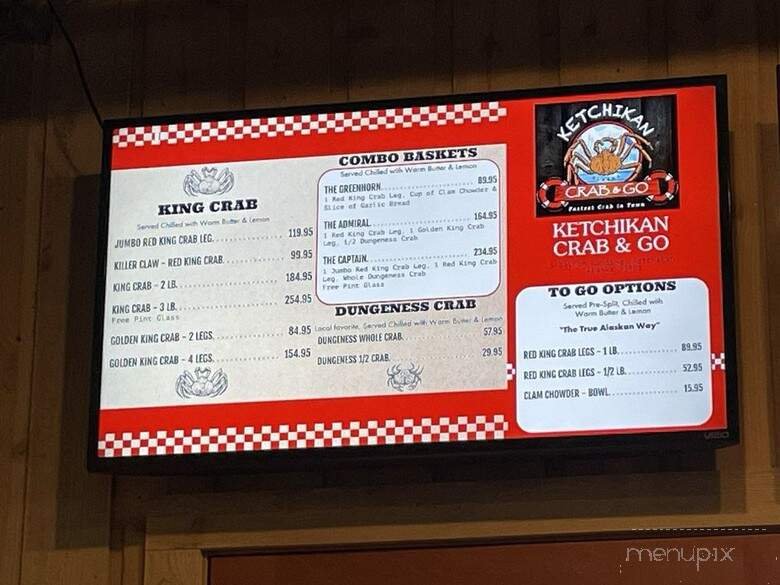 KING CRAB
Served Chilled with Warm Butter & Lemon
JUMBO RED KING CRAB LEG 119.95
KILLER CLAW - RED KING CRAB 99.95
KING CRAB - 2 LB. 184.95
KING CRAB - 3 LB. 254.95
Free Pint Glass
GOLDEN KING CRAB - 2 LEGS 84.95
GOLDEN KING CRAB - 4 LEGS 154.95
COMBO BASKETS
Served Chilled with Warm Butter & Lemon
THE GREENHORN 89.95
1 Red King Crab Leg, Cup of Clam Chowder &
Slice of Garlic Bread
THE ADMIRAL 164.95
1 Red King Crab Leg, 1 Golden King Crab
Leg, 1/2 Dungeness Crab
THE CAPTAIN 234.95
1 Jumbo Red King Crab Leg, 1 Red King Crab
Leg, Whole Dungeness Crab
Free Pint Glass
DUNGENESS CRAB
Local favorite, Served Chilled with Warm Butter & Lemon
DUNGENESS WHOLE CRAB 57.95
DUNGENESS 1/2 CRAB 29.95
KETCHIKAN
CRAB & GO
Fastest Crab in Town
KETCHIKAN
CRAB & GO
TO GO OPTIONS
Served Pre-Split, Chilled with
Warm Butter & Lemon
"The True Alaskan Way"
RED KING CRAB LEGS - 1 LB. 89.95
RED KING CRAB LEGS - 1/2 LB. 52.95
CLAM CHOWDER - BOWL 15.95
VIZIO
menupix